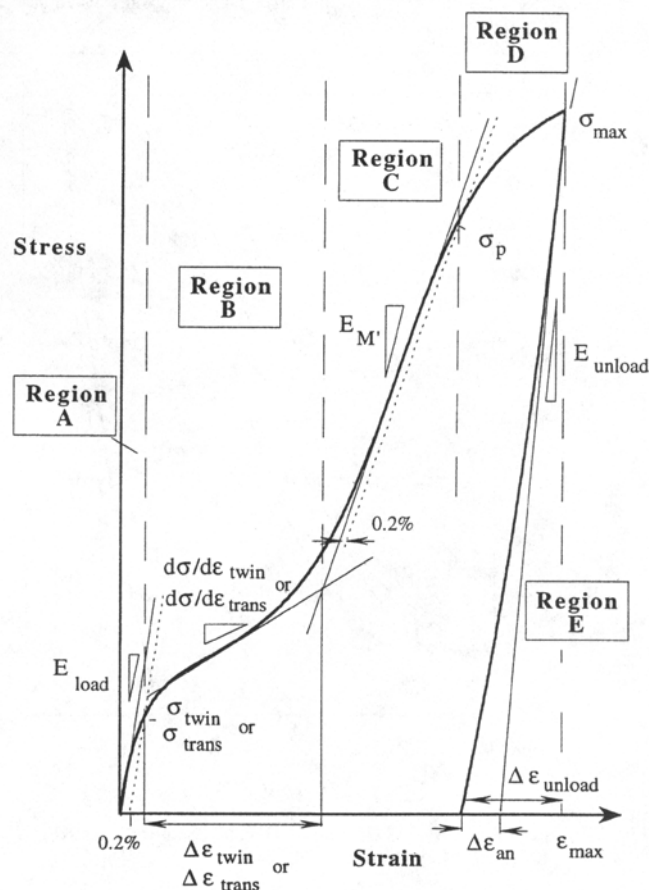 Region
D
σmax
Region
C
σp
Stress
Region
B
EM'
Eunload
Region
A
0.2%
dσ/dεtwin or
dσ/dεtrans
Region
E
Eload
σtwin or
σtrans
Δεunload
0.2%
Δεtwin or
Δεtrans
Strain
Δεan
εmax